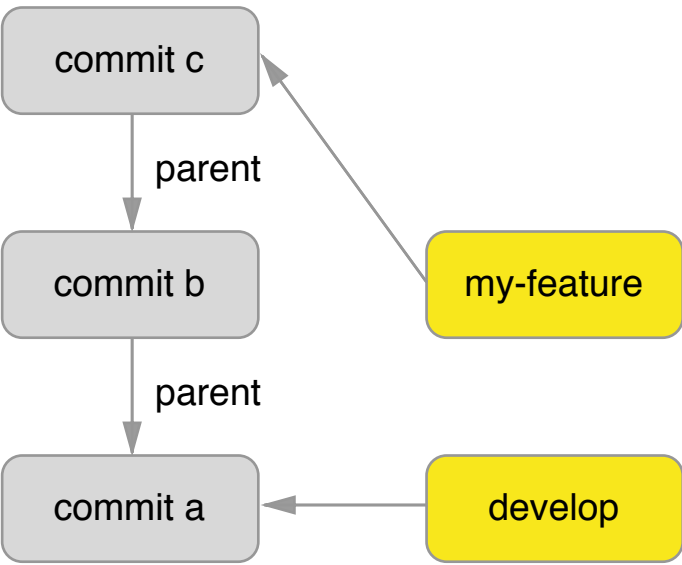 commit c
parent
commit b
my-feature
parent
commit a
develop